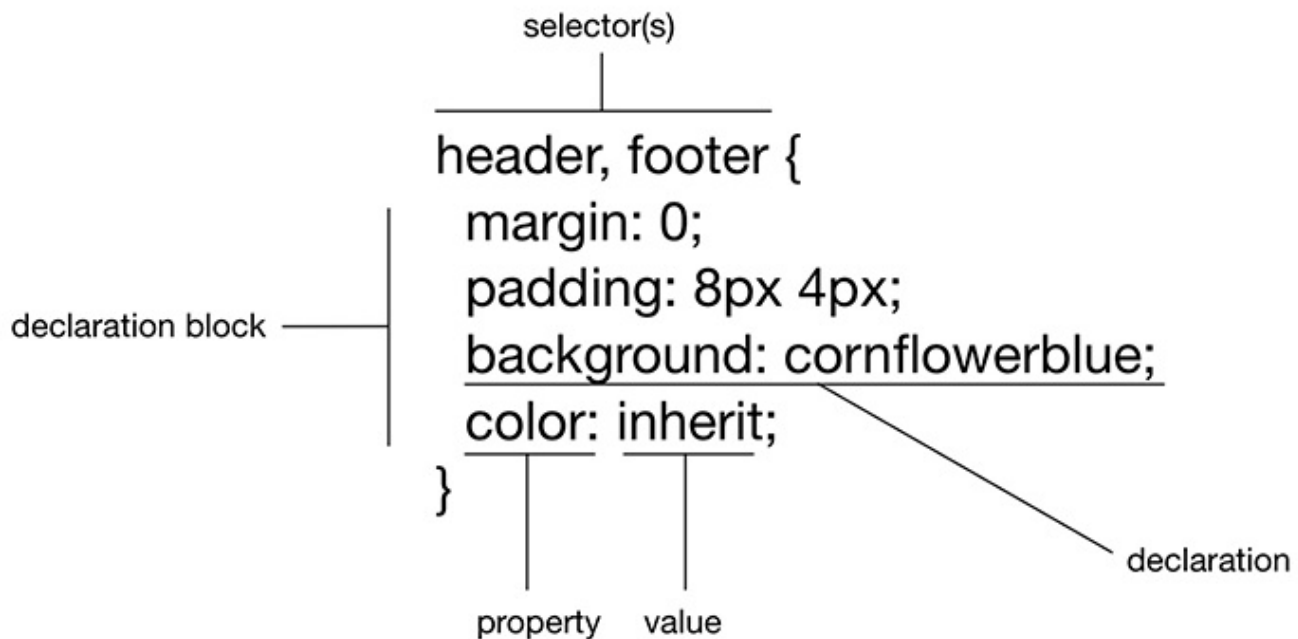 selector(s)
header, footer {
margin: 0;
padding: 8px 4px;
declaration block
background: cornflowerblue;
color: inherit;
}
declaration
property value